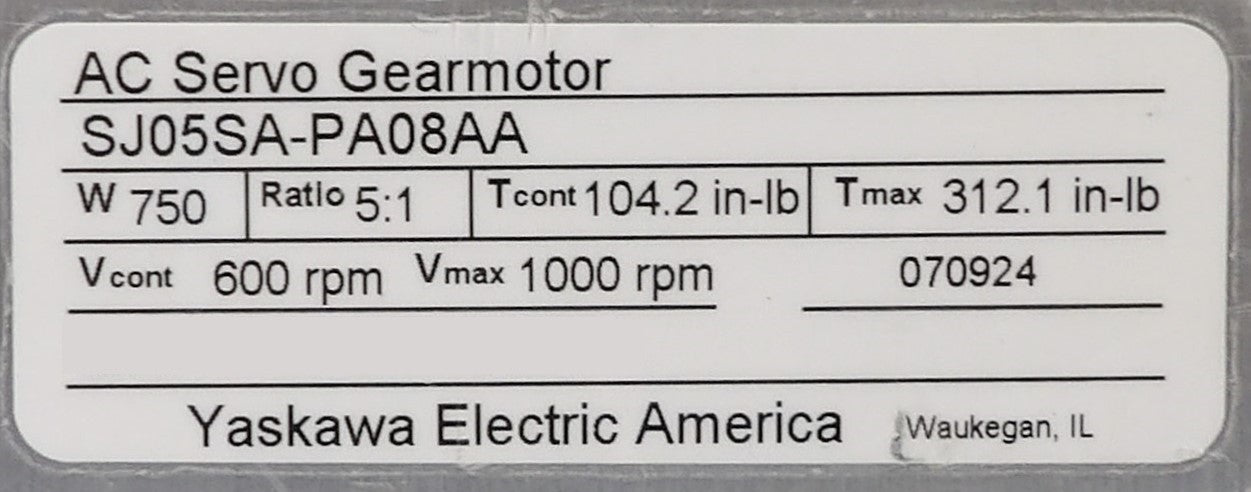 AC Servo Gearmotor
SJ05SA-PA08AA
W 750 Ratio 5:1 Tcont 104.2 in-lb Tmax 312.1 in-lb
Vcont 600 rpm Vmax 1000 rpm 070924
Yaskawa Electric America Waukegan, IL